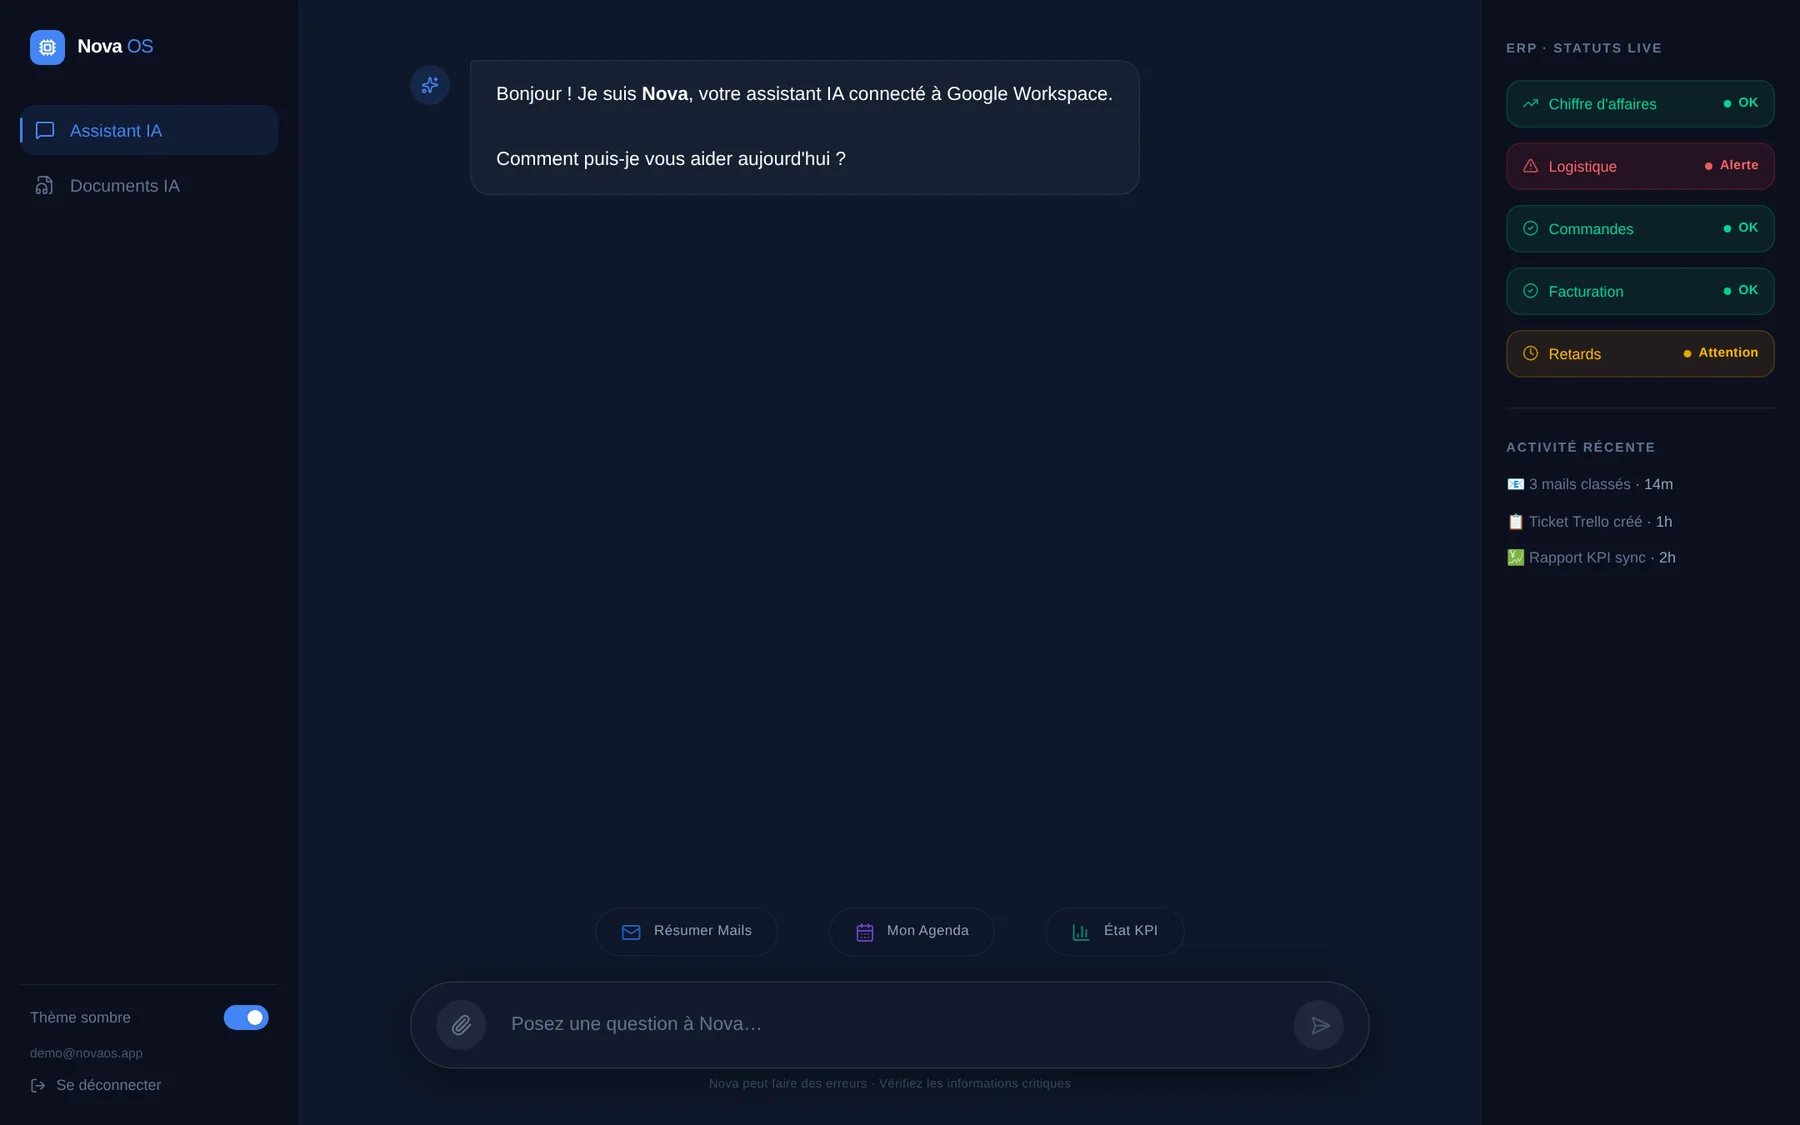 Nova OS
Assistant IA
Documents IA
Thème sombre
demo@novaos.app
Se déconnecter
Bonjour ! Je suis Nova, votre assistant IA connecté à Google Workspace.
Comment puis-je vous aider aujourd'hui ?
Résumer Mails
Mon Agenda
État KPI
Posez une question à Nova…
Nova peut faire des erreurs · Vérifiez les informations critiques
ERP · STATUTS LIVE
Chiffre d'affaires OK
Logistique Alerte
Commandes OK
Facturation OK
Retards Attention
ACTIVITÉ RÉCENTE
3 mails classés · 14m
Ticket Trello créé · 1h
Rapport KPI sync · 2h